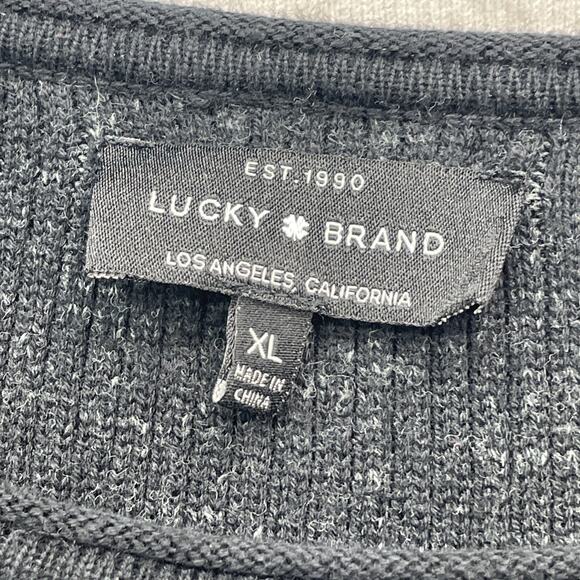 EST.1990
LUCKY BRAND
LOS ANGELES, CALIFORNIA
XL
MADE IN
CHINA